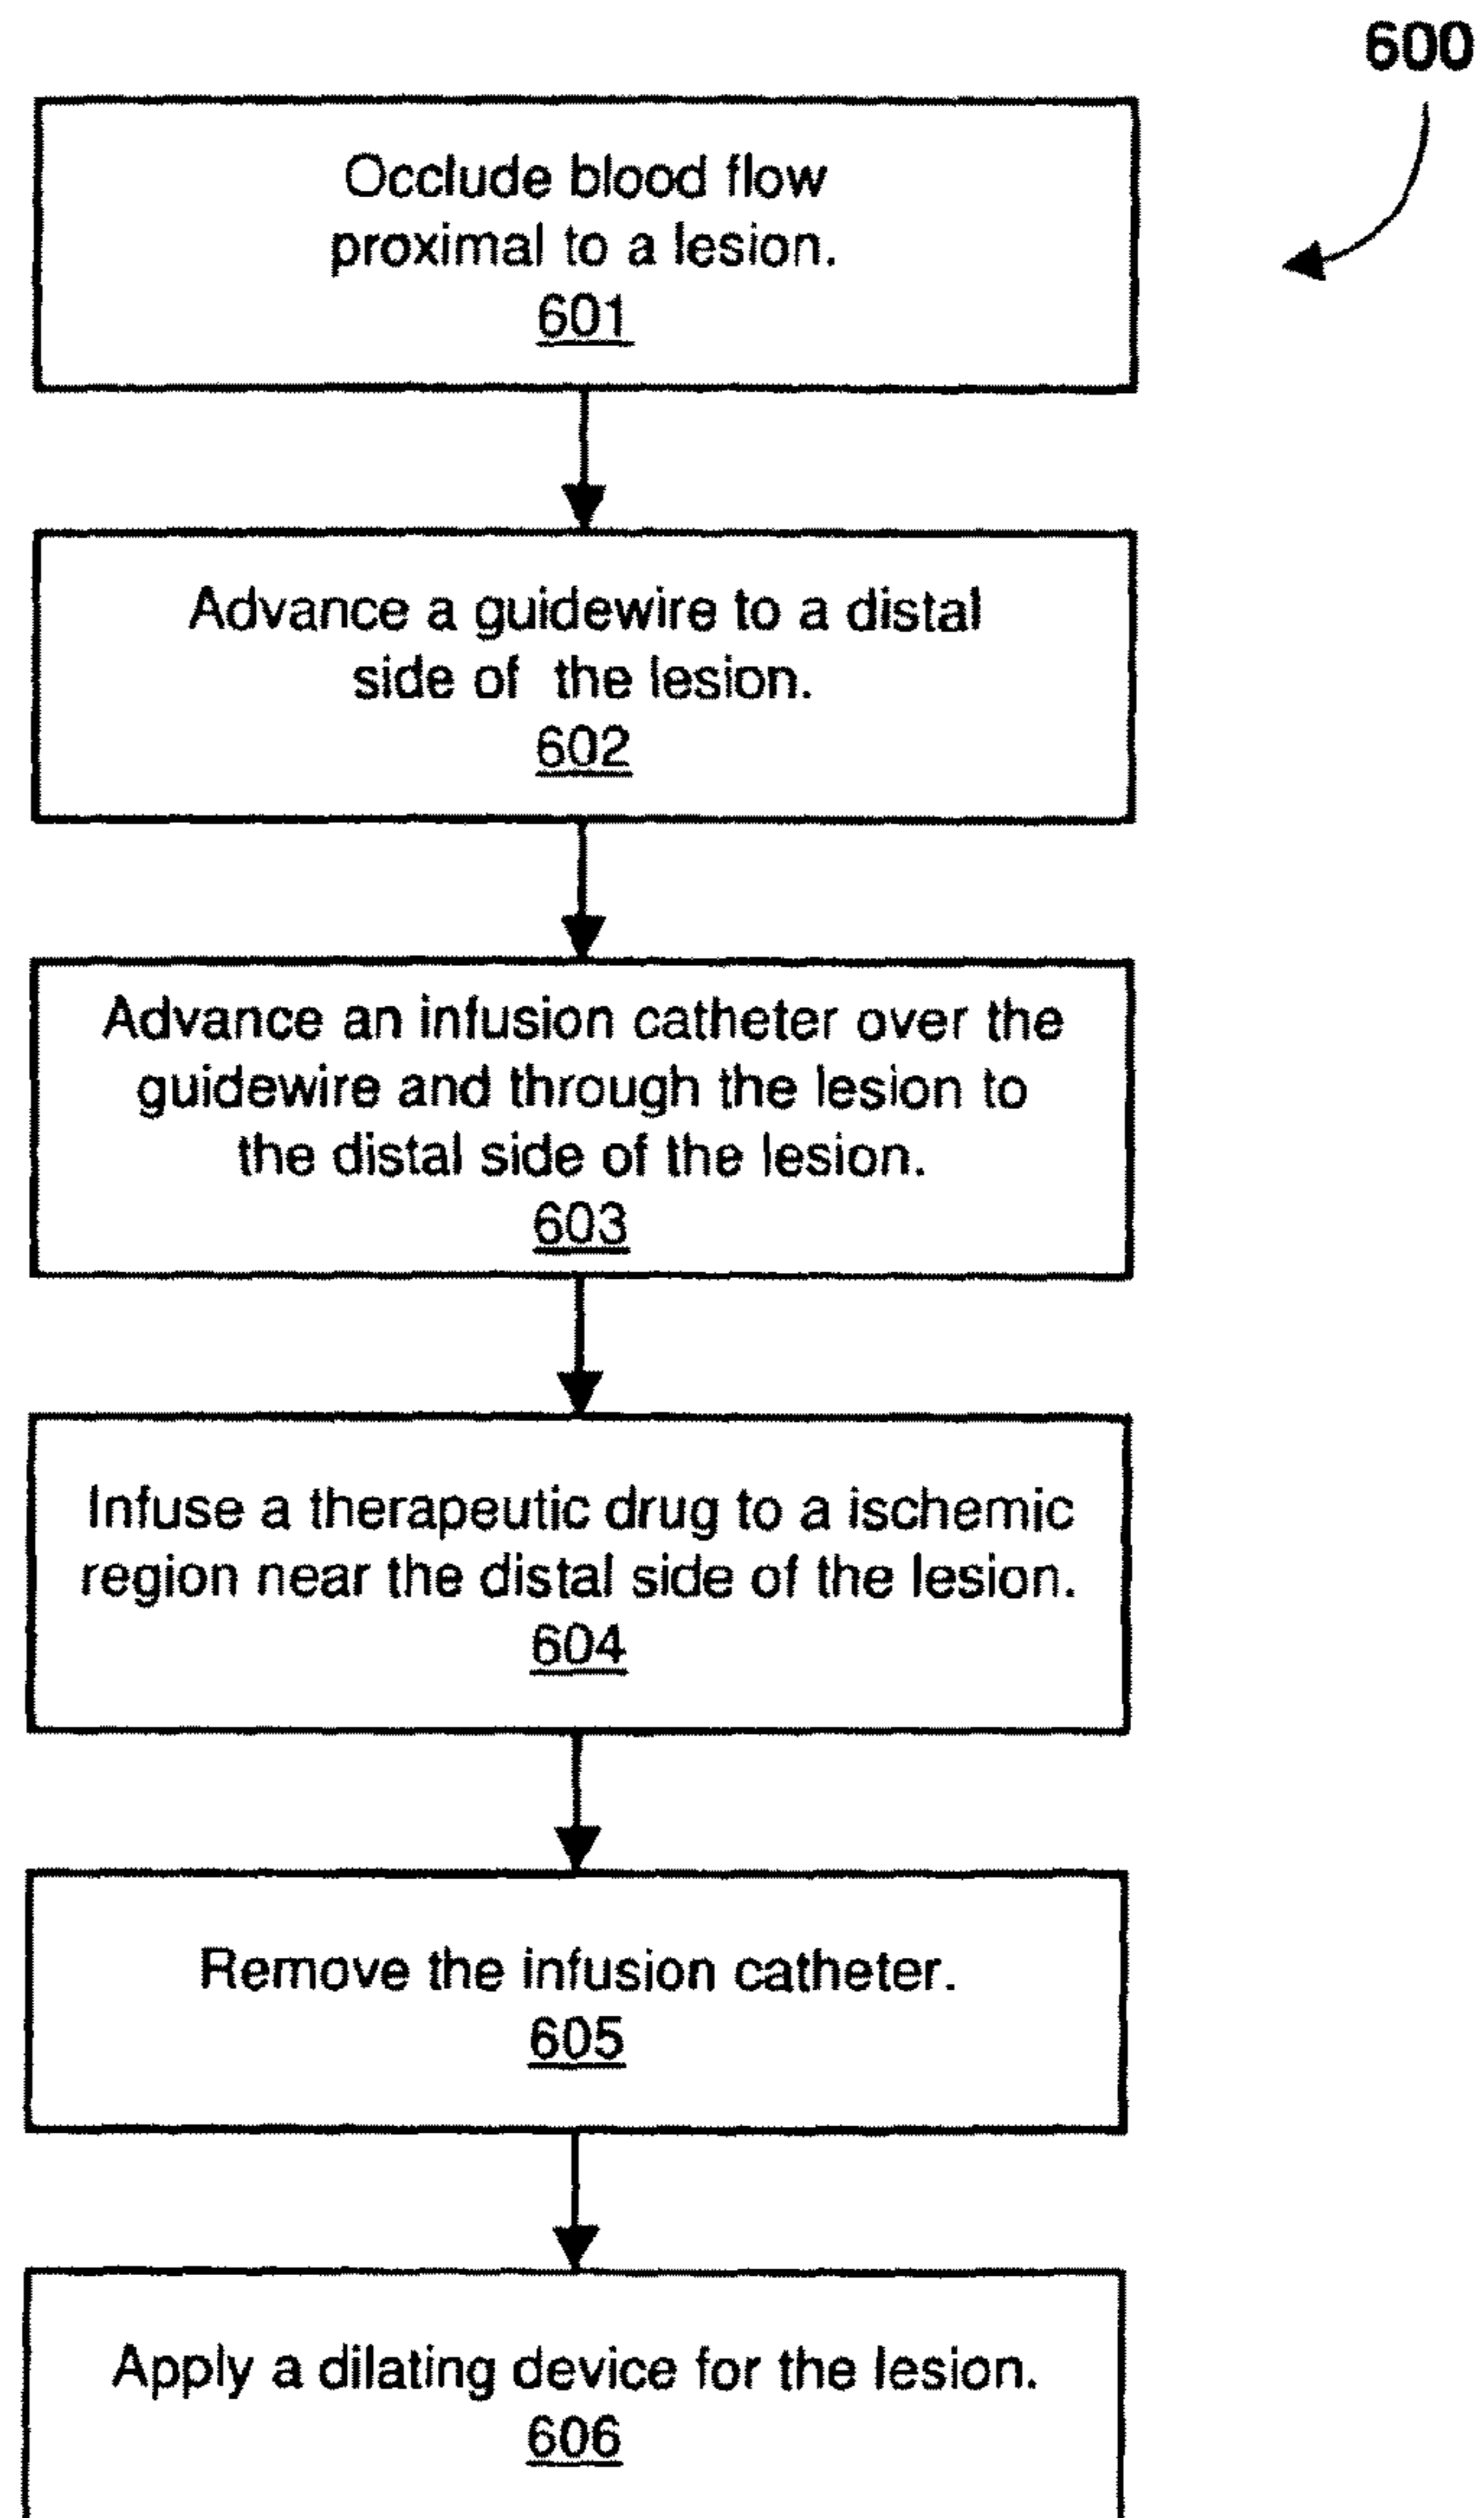 600
Occlude blood flow
proximal to a lesion.
601
Advance a guidewire to a distal
side of the lesion.
602
Advance an infusion catheter over the
guidewire and through the lesion to
the distal side of the lesion.
603
Infuse a therapeutic drug to a ischemic
region near the distal side of the lesion.
604
Remove the infusion catheter.
605
Apply a dilating device for the lesion.
606